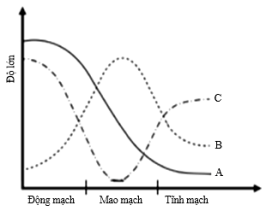 Độ lớn
C
B
A
Động mạch
Mao mạch
Tĩnh mạch